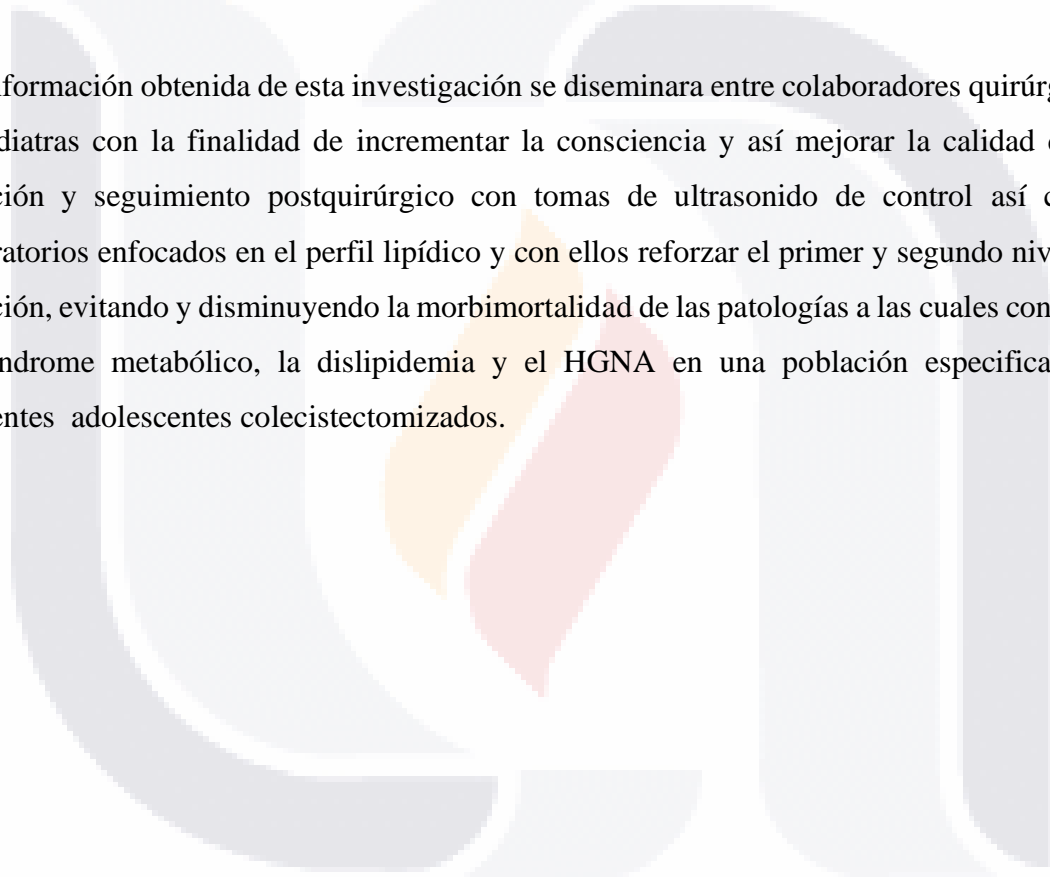 formación obtenida de esta investigación se diseminara entre colaboradores quirúrg
diatras con la finalidad de incrementar la consciencia y así mejorar la calidad
ción y seguimiento postquirúrgico con tomas de ultrasonido de control así
ratorios enfocados en el perfil lipídico y con ellos reforzar el primer y segundo niv
ción, evitando y disminuyendo la morbimortalidad de las patologías a las cuales con
ndrome metabólico, la dislipidemia y el HGNA en una población especifica
entes adolescentes colecistectomizados.